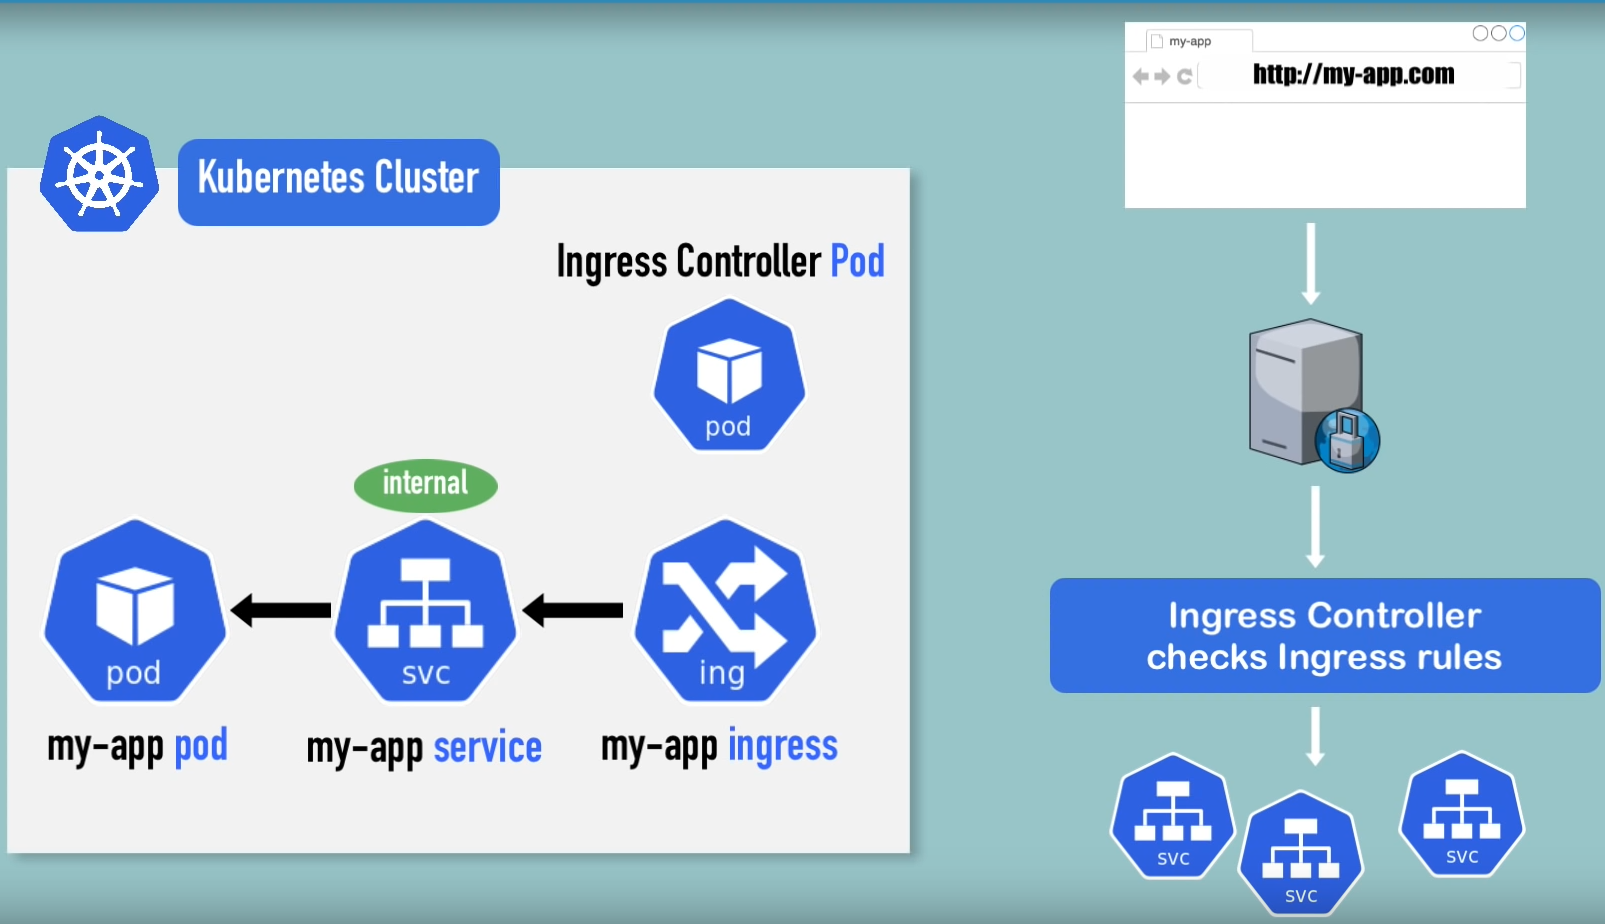 my-app
http://my-app.com
Kubernetes Cluster
Ingress Controller Pod
pod
internal
pod
svc
ing
my-app pod
my-app service
my-app ingress
Ingress Controller
checks Ingress rules
svc
svc
svc